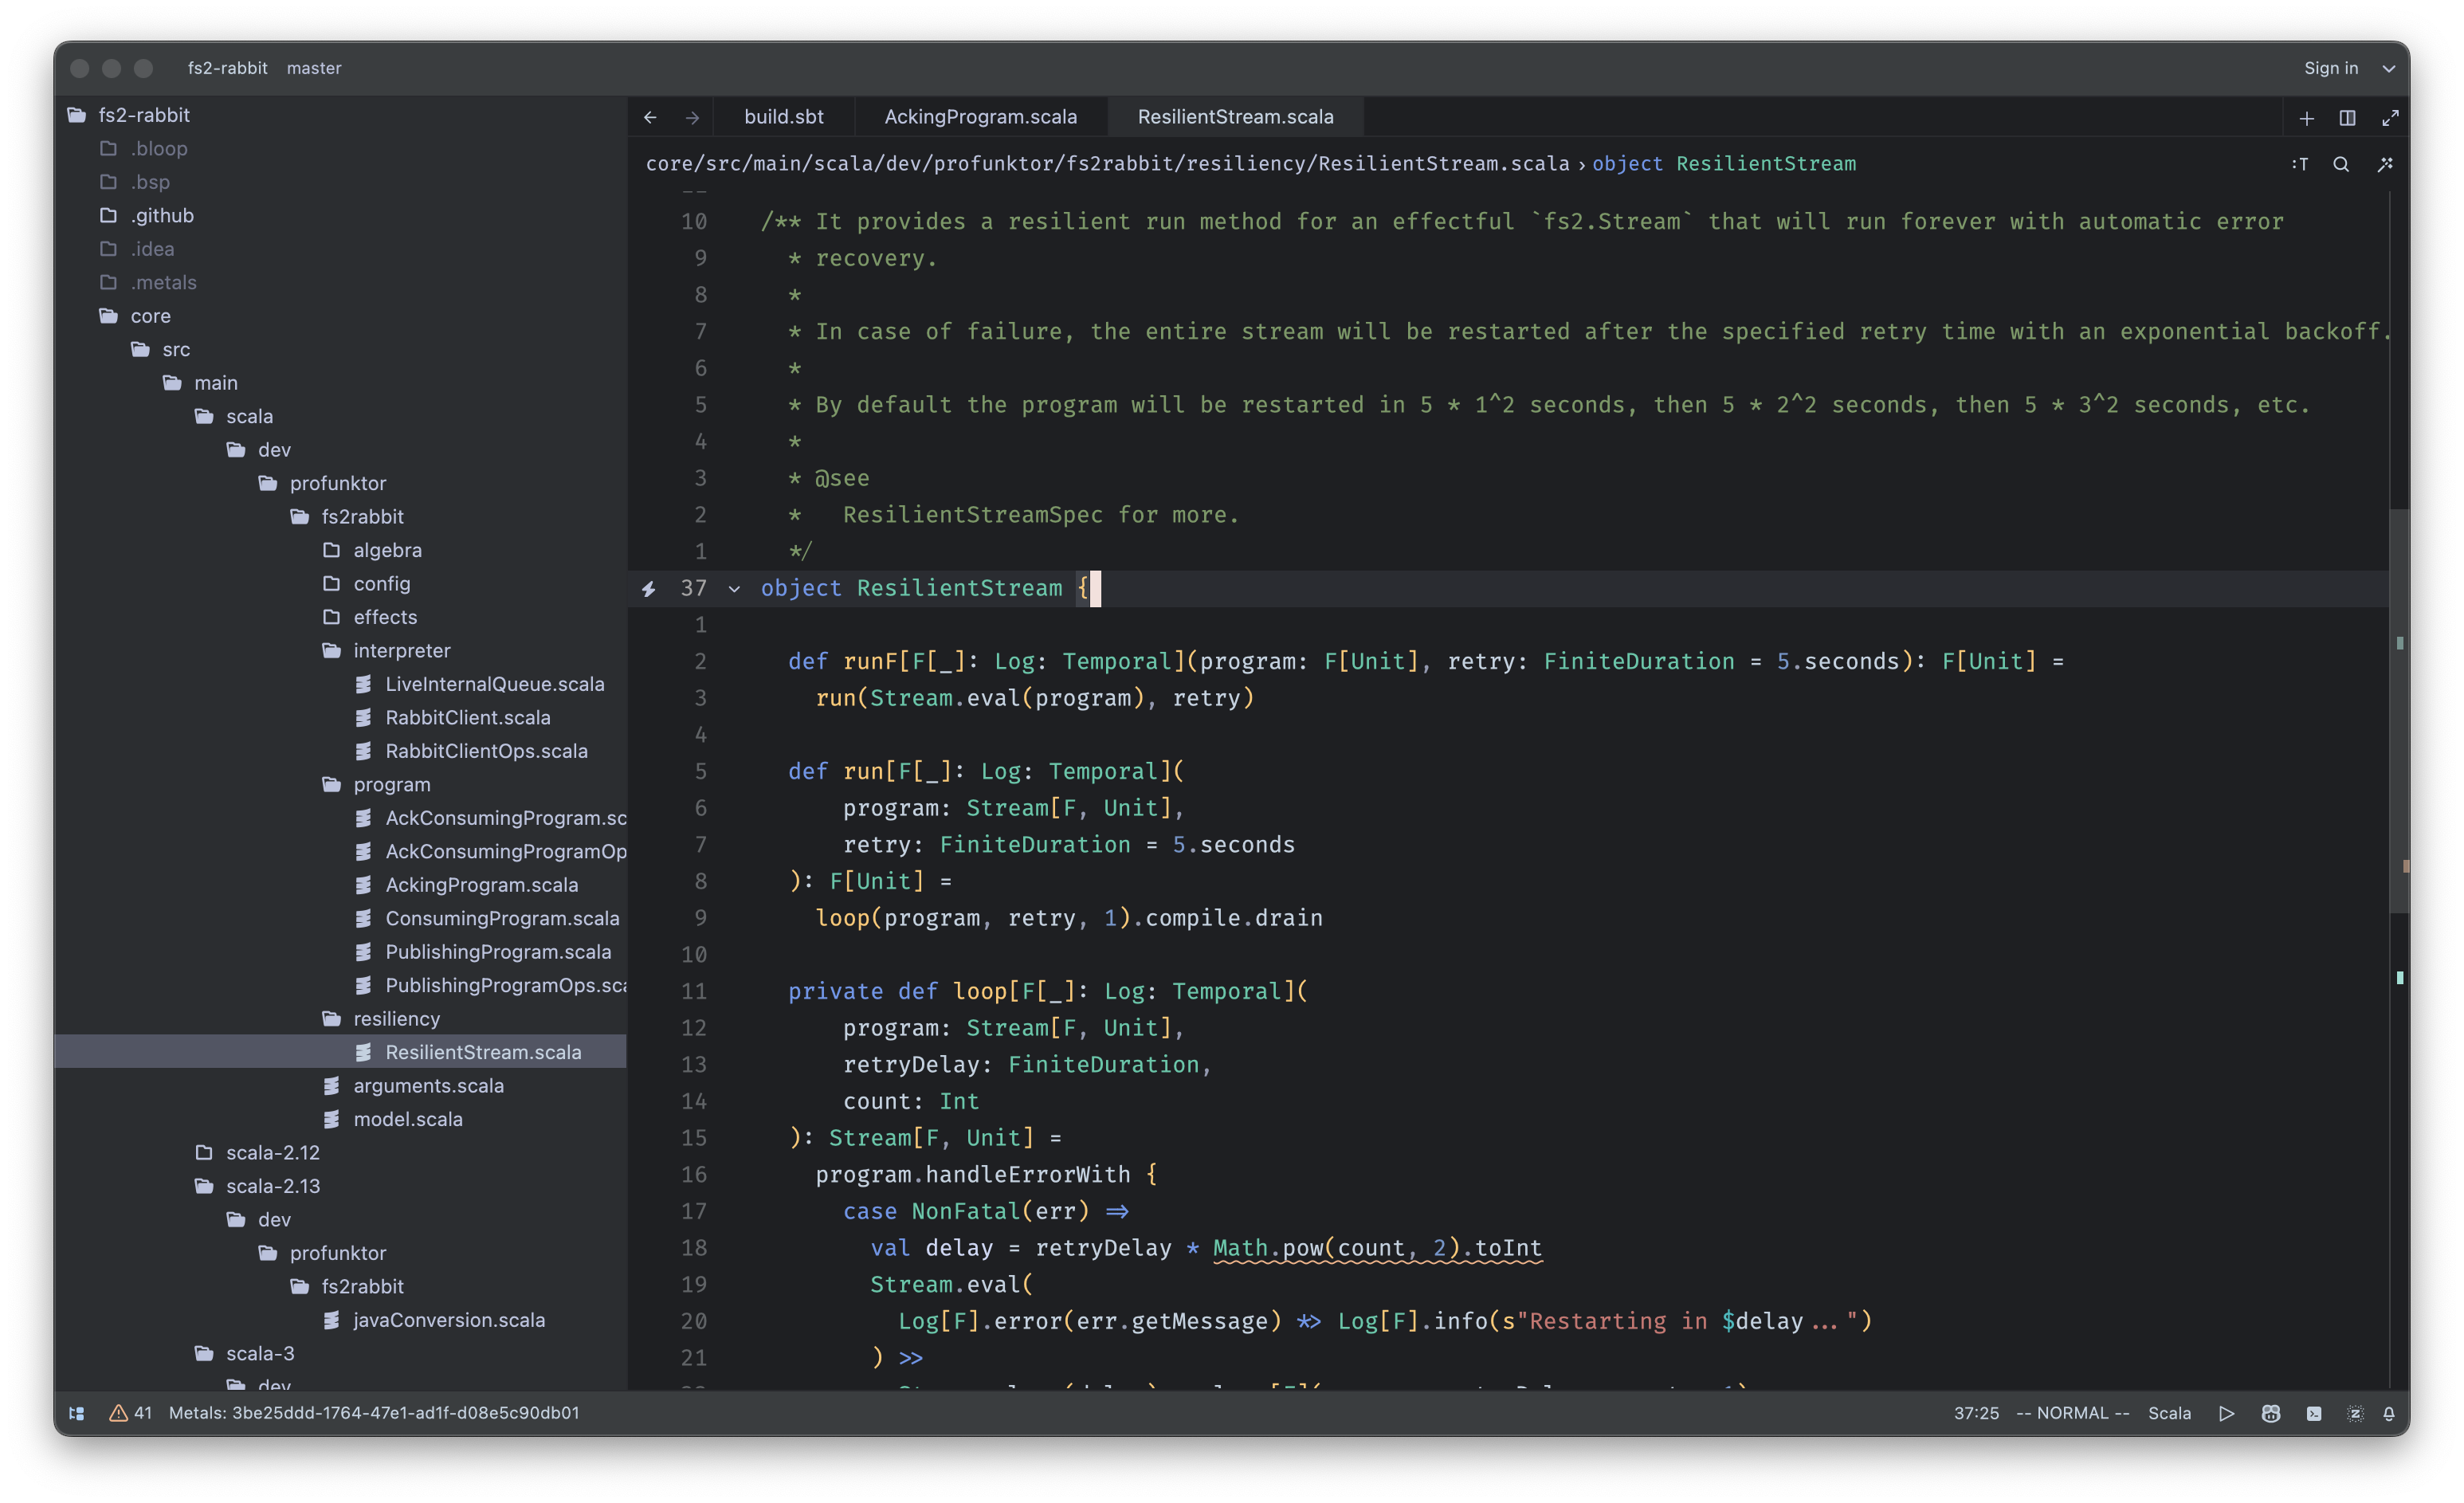 fs2-rabbit master Sign in
fs2-rabbit
.bloop
.bsp
.github
.idea
.metals
core
src
main
scala
dev
profunktor
fs2rabbit
algebra
config
effects
interpreter
LiveInternalQueue.scala
RabbitClient.scala
RabbitClientOps.scala
program
AckConsumingProgram.sc
AckConsumingProgramOp
AckingProgram.scala
ConsumingProgram.scala
PublishingProgram.scala
PublishingProgramOps.sc
resiliency
ResilientStream.scala
arguments.scala
model.scala
scala-2.12
scala-2.13
dev
profunktor
fs2rabbit
javaConversion.scala
scala-3
dev
build.sbt AckingProgram.scala ResilientStream.scala
core/src/main/scala/dev/profunktor/fs2rabbit/resiliency/ResilientStream.scala › object ResilientStream :T
10 /** It provides a resilient run method for an effectful `fs2.Stream` that will run forever with automatic error
9 * recovery.
8 *
7 * In case of failure, the entire stream will be restarted after the specified retry time with an exponential backoff.
6 *
5 * By default the program will be restarted in 5 * 1^2 seconds, then 5 * 2^2 seconds, then 5 * 3^2 seconds, etc.
4 *
3 * @see
2 *   ResilientStreamSpec for more.
1 */
37 object ResilientStream {
1
2 def runF[F[_]: Log: Temporal](program: F[Unit], retry: FiniteDuration = 5.seconds): F[Unit] =
3 run(Stream.eval(program), retry)
4
5 def run[F[_]: Log: Temporal](
6 program: Stream[F, Unit],
7 retry: FiniteDuration = 5.seconds
8 ): F[Unit] =
9 loop(program, retry, 1).compile.drain
10
11 private def loop[F[_]: Log: Temporal](
12 program: Stream[F, Unit],
13 retryDelay: FiniteDuration,
14 count: Int
15 ): Stream[F, Unit] =
16 program.handleErrorWith {
17 case NonFatal(err) =>
18 val delay = retryDelay * Math.pow(count, 2).toInt
19 Stream.eval(
20 Log[F].error(err.getMessage) *> Log[F].info(s"Restarting in $delay...")
21 ) >>
41 Metals: 3be25ddd-1764-47e1-ad1f-d08e5c90db01 37:25 -- NORMAL -- Scala